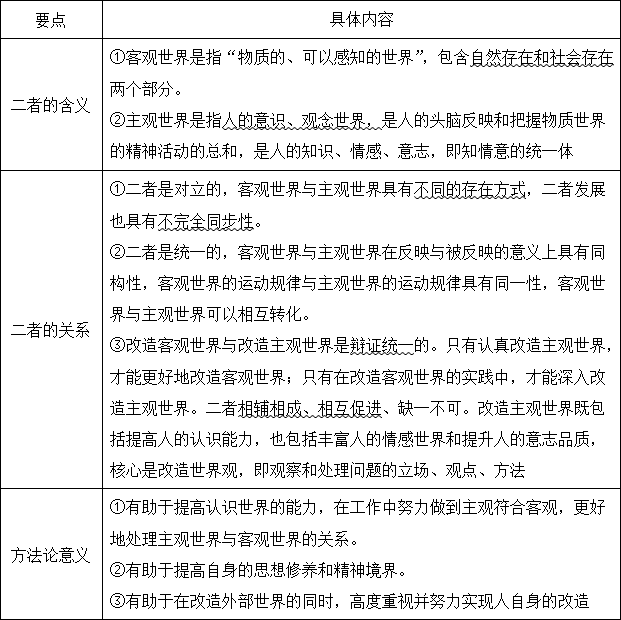 要点
具体内容
二者的含义
①客观世界是指“物质的、可以感知的世界”，包含自然存在和社会存在
两个部分。
②主观世界是指人的意识、观念世界，是人的头脑反映和把握物质世界
的精神活动的总和，是人的知识、情感、意志，即知情意的统一体
二者的关系
①二者是对立的，客观世界与主观世界具有不同的存在方式，二者发展
也具有不完全同步性。
②二者是统一的，客观世界与主观世界在反映与被反映的意义上具有同
构性，客观世界的运动规律与主观世界的运动规律具有同一性，客观世
界与主观世界可以相互转化。
③改造客观世界与改造主观世界是辩证统一的。只有认真改造主观世界，
才能更好地改造客观世界；只有在改造客观世界的实践中，才能深入改
造主观世界。二者相辅相成、相互促进、缺一不可。改造主观世界既包
括提高人的认识能力，也包括丰富人的情感世界和提升人的意志品质，
核心是改造世界观，即观察和处理问题的立场、观点、方法
方法论意义
①有助于提高认识世界的能力，在工作中努力做到主观符合客观，更好
地处理主观世界与客观世界的关系。
②有助于提高自身的思想修养和精神境界。
③有助于在改造外部世界的同时，高度重视并努力实现人自身的改造